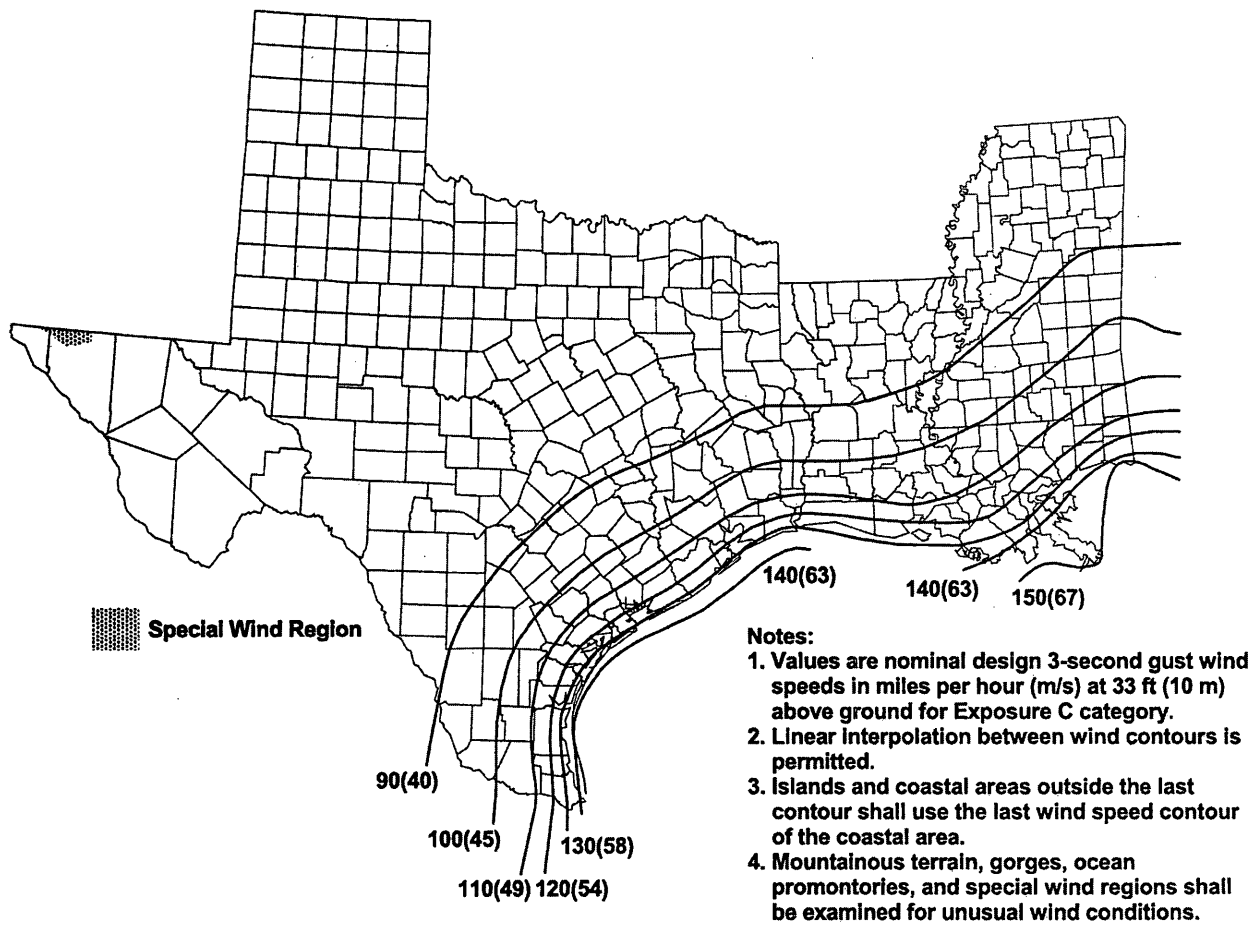 140(63)
140(63)
150(67)
Special Wind Region
90(40)
100(45)
130(58)
110(49)
120(54)
Notes:
1. Values are nominal design 3-second gust wind
speeds in miles per hour (m/s) at 33 ft (10 m)
above ground for Exposure C category.
2. Linear interpolation between wind contours is
permitted.
3. Islands and coastal areas outside the last
contour shall use the last wind speed contour
of the coastal area.
4. Mountainous terrain, gorges, ocean
promontories, and special wind regions shall
be examined for unusual wind conditions.